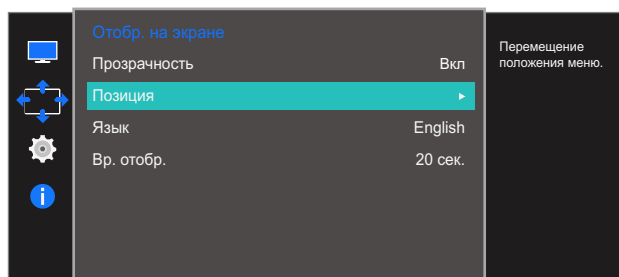 Отобр. на экране
Прозрачность Вкл
Позиция
Язык English
Вр. отобр. 20 сек.
Перемещение
положения меню.